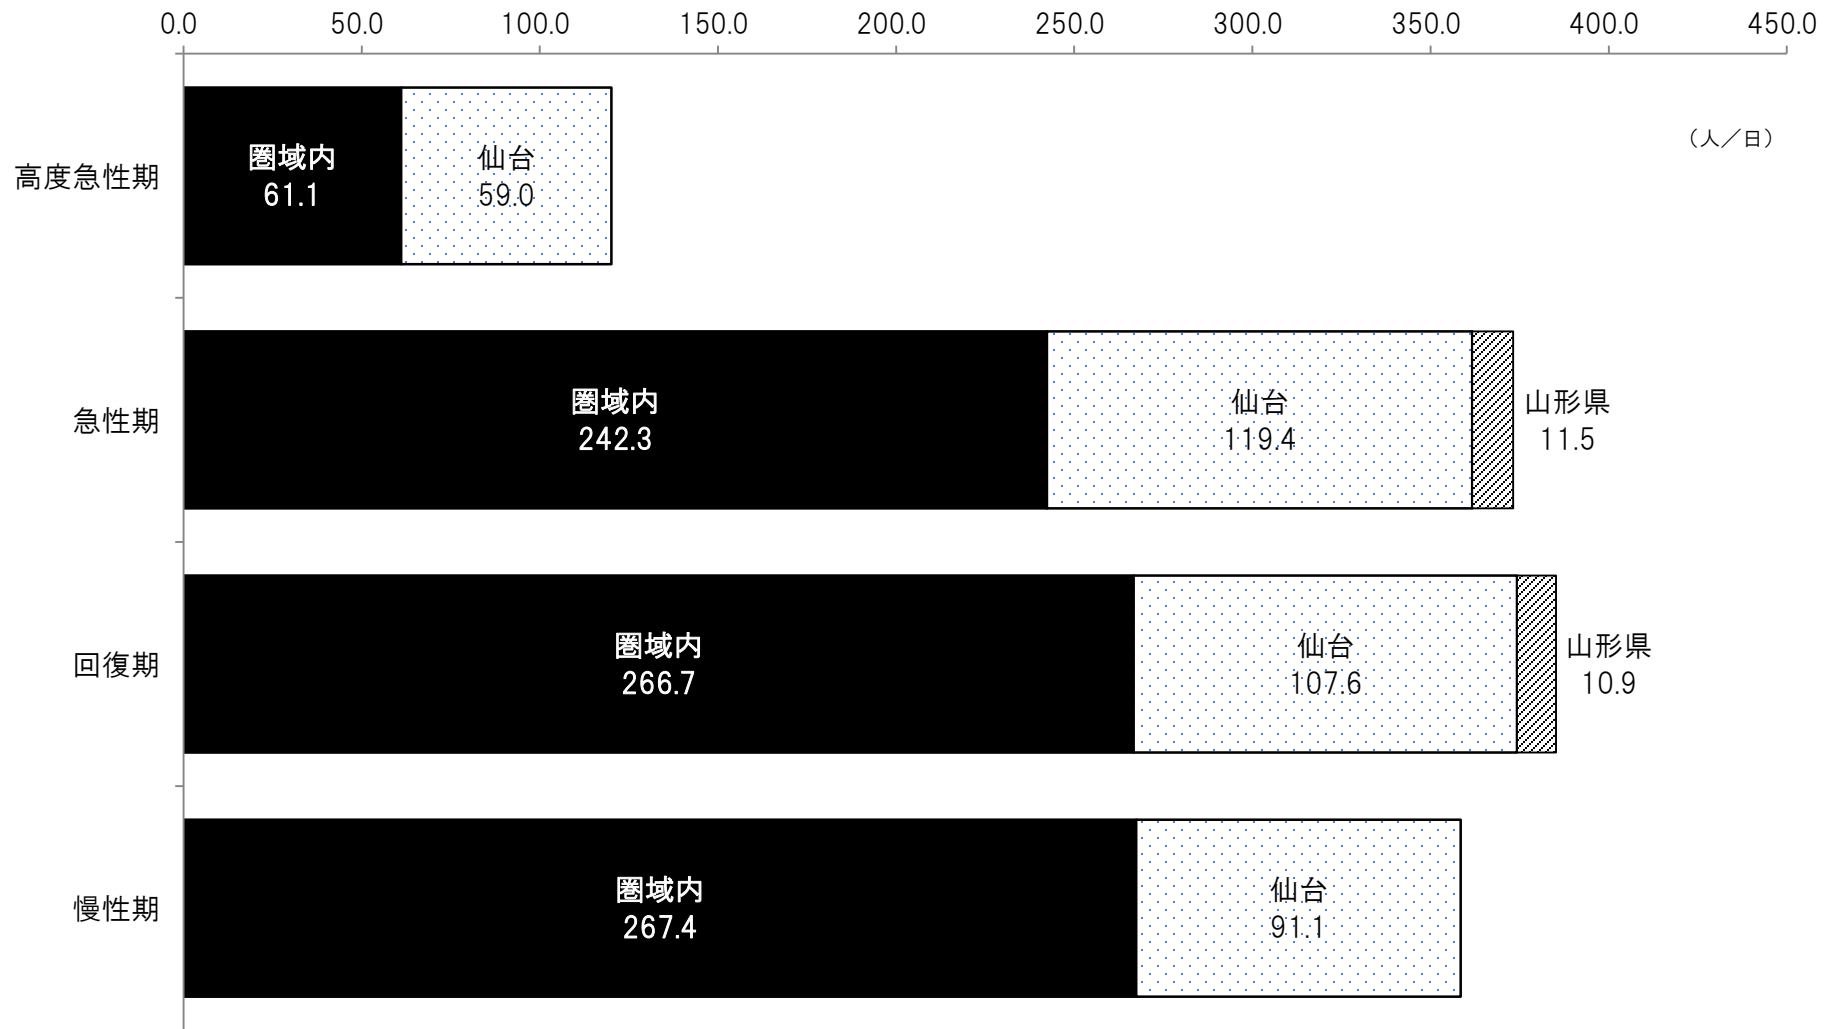 0.0 50.0 100.0 150.0 200.0 250.0 300.0 350.0 400.0 450.0
（人／日）
高度急性期
圏域内
61.1
仙台
59.0
急性期
圏域内
242.3
仙台
119.4
山形県
11.5
回復期
圏域内
266.7
仙台
107.6
山形県
10.9
慢性期
圏域内
267.4
仙台
91.1